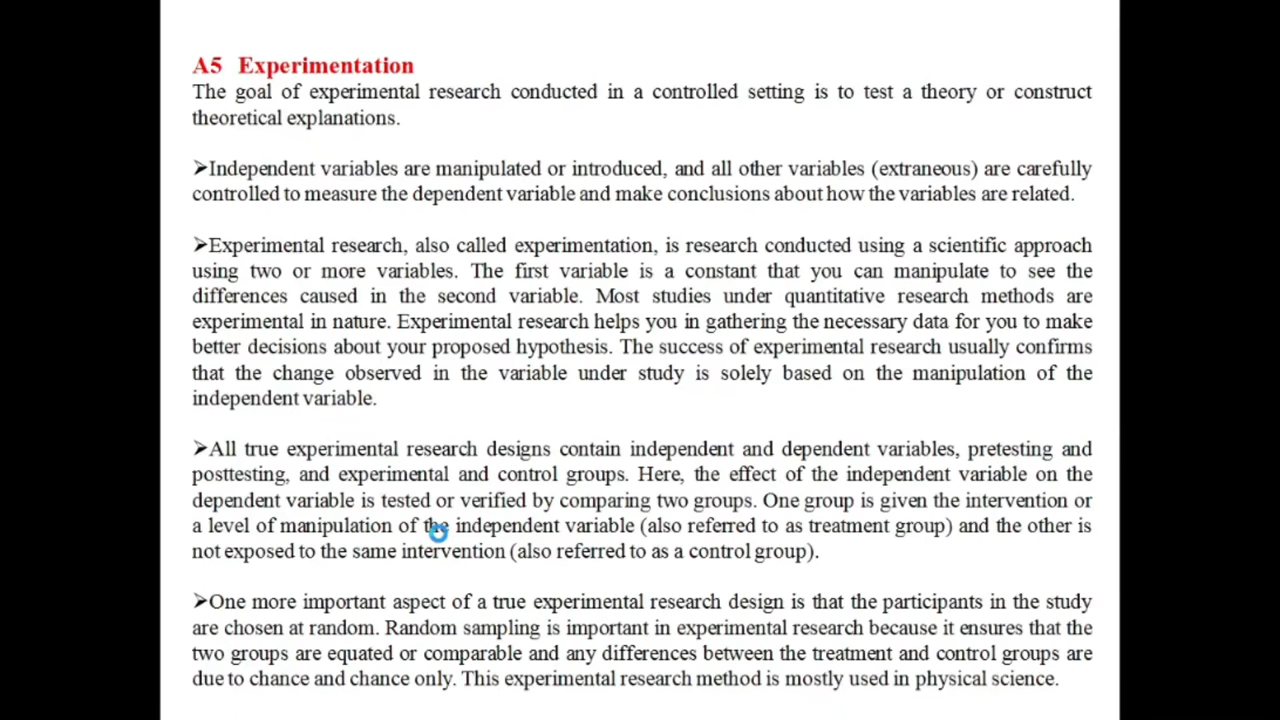 A5 Experimentation
The goal of experimental research conducted in a controlled setting is to test a theory or construct
theoretical explanations.
➢Independent variables are manipulated or introduced, and all other variables (extraneous) are carefully
controlled to measure the dependent variable and make conclusions about how the variables are related.
➢Experimental research, also called experimentation, is research conducted using a scientific approach
using two or more variables. The first variable is a constant that you can manipulate to see the
differences caused in the second variable. Most studies under quantitative research methods are
experimental in nature. Experimental research helps you in gathering the necessary data for you to make
better decisions about your proposed hypothesis. The success of experimental research usually confirms
that the change observed in the variable under study is solely based on the manipulation of the
independent variable.
➢All true experimental research designs contain independent and dependent variables, pretesting and
posttesting, and experimental and control groups. Here, the effect of the independent variable on the
dependent variable is tested or verified by comparing two groups. One group is given the intervention or
a level of manipulation of the independent variable (also referred to as treatment group) and the other is
not exposed to the same intervention (also referred to as a control group).
➢One more important aspect of a true experimental research design is that the participants in the study
are chosen at random. Random sampling is important in experimental research because it ensures that the
two groups are equated or comparable and any differences between the treatment and control groups are
due to chance and chance only. This experimental research method is mostly used in physical science.